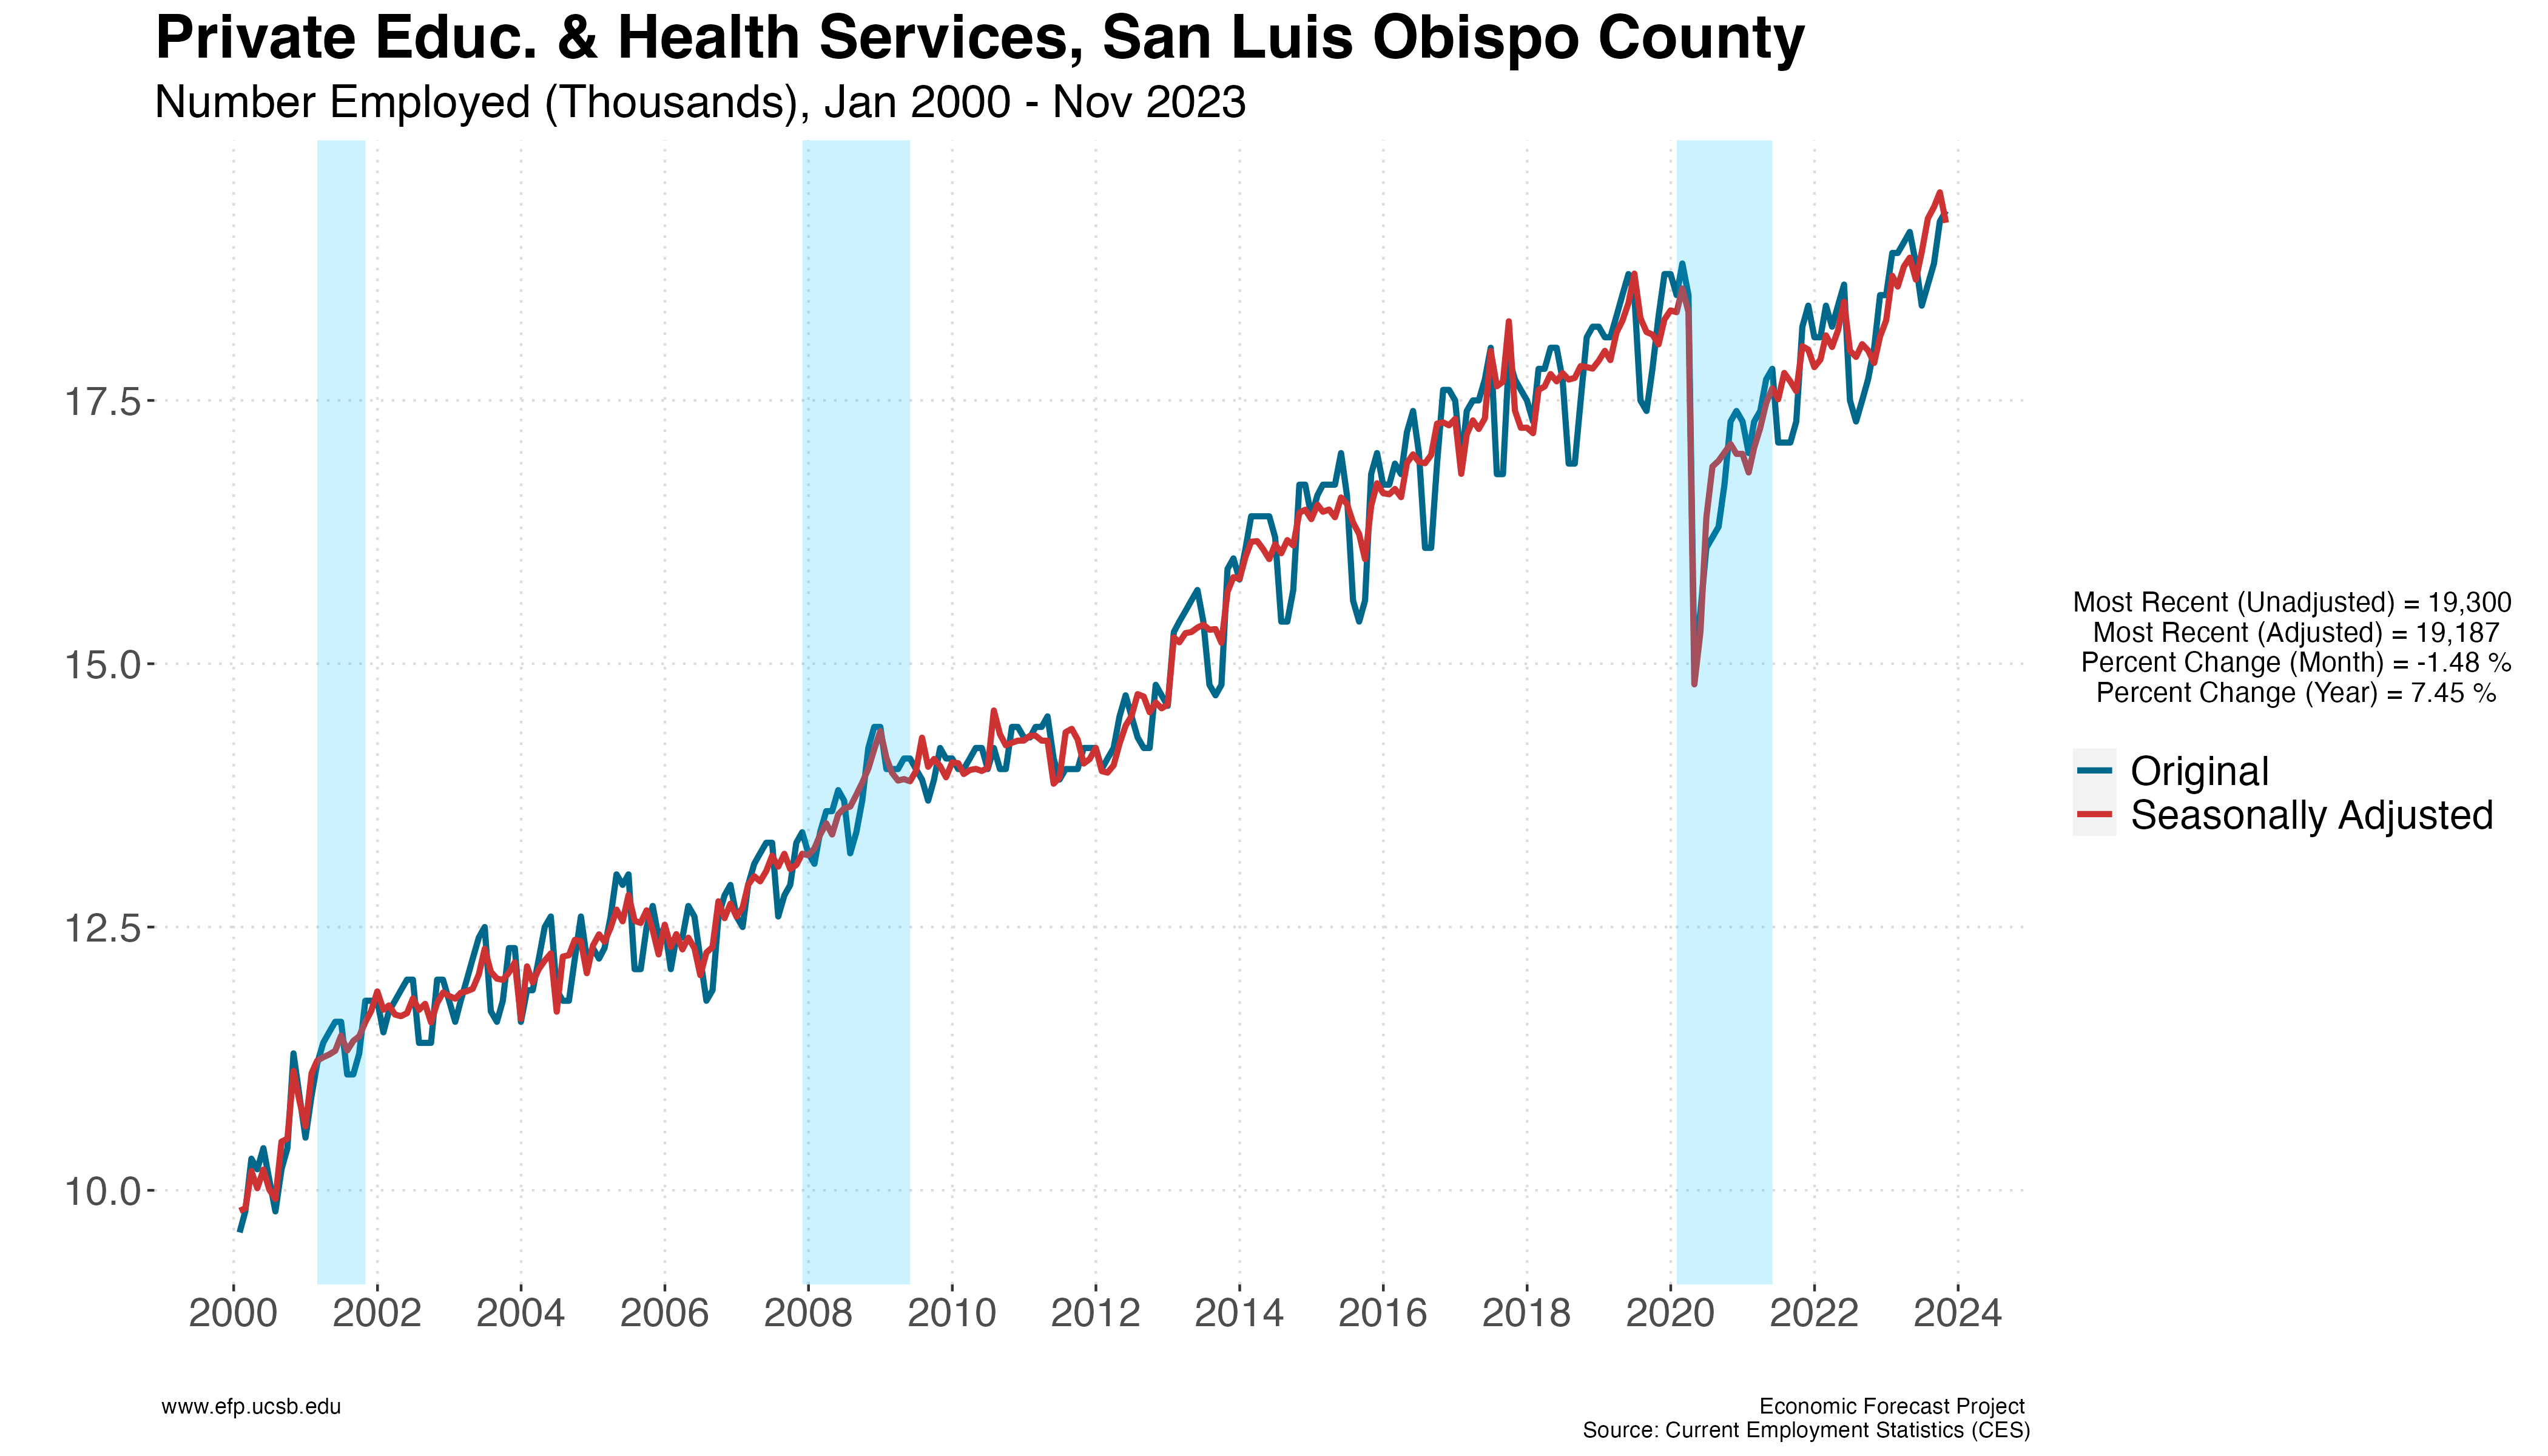 Private Educ. & Health Services, San Luis Obispo County
Number Employed (Thousands), Jan 2000 - Nov 2023
17.5
15.0
12.5
10.0
2000 2002 2004 2006 2008 2010 2012 2014 2016 2018 2020 2022 2024
Most Recent (Unadjusted) = 19,300
Most Recent (Adjusted) = 19,187
Percent Change (Month) = -1.48 %
Percent Change (Year) = 7.45 %
Original
Seasonally Adjusted
www.efp.ucsb.edu
Economic Forecast Project
Source: Current Employment Statistics (CES)